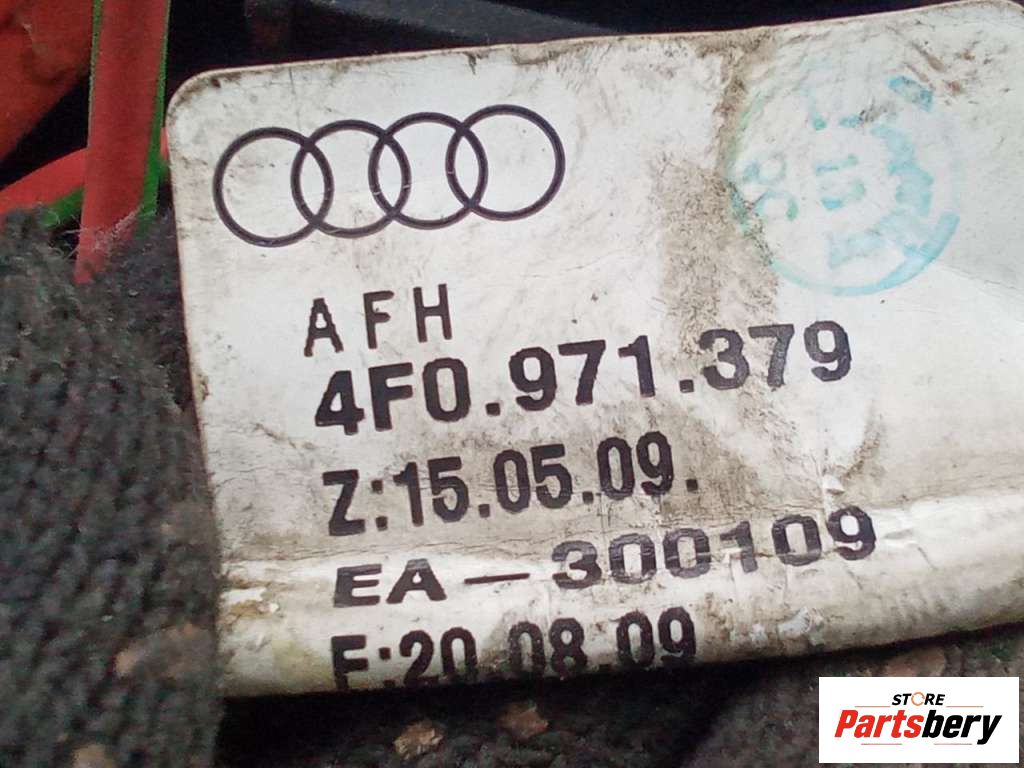 AFH
4F0.971.379
Z:15.05.09.
EA-300109
F:20.08.09
STORE
Partsbery